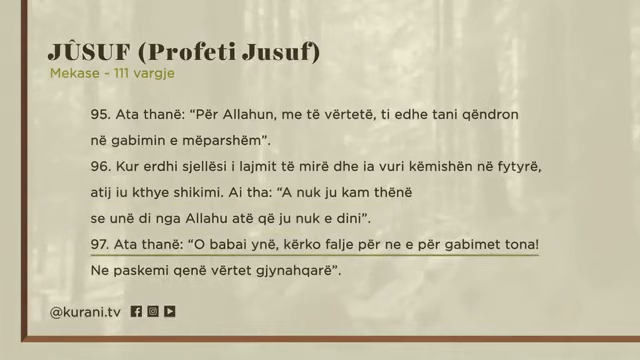 JÛSUF (Profeti Jusuf)
Mekase - 111 vargje
95. Ata thanë: “Për Allahun, me të vërtetë, ti edhe tani qëndron
në gabimin e mëparshëm”.
96. Kur erdhi sjellësi i lajmit të mirë dhe ia vuri këmishën në fytyrë,
atij iu kthye shikimi. Ai tha: “A nuk ju kam thënë
se unë di nga Allahu atë që ju nuk e dini”.
97. Ata thanë: “O babai ynë, kërko falje për ne e për gabimet tona!
Ne paskemi qenë vërtet gjynahqarë”.
@kurani.tv